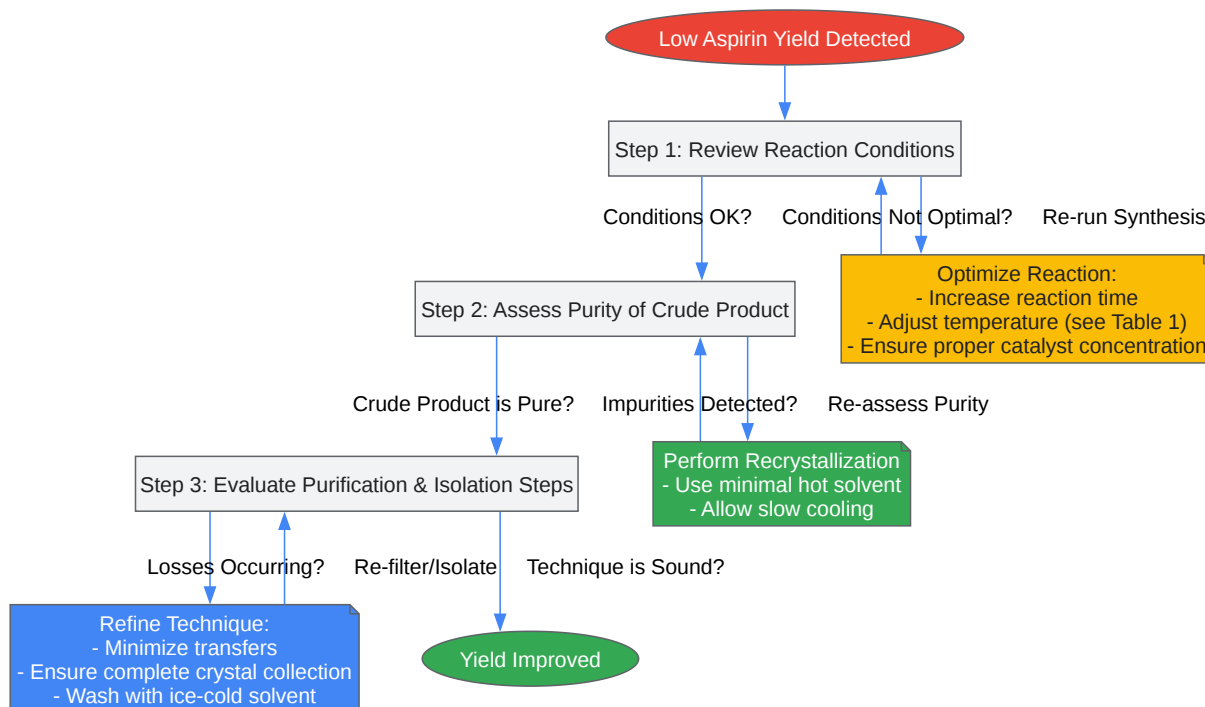 Low Aspirin Yield Detected
Step 1: Review Reaction Conditions
Conditions OK?
Conditions Not Optimal?
Re-run Synthesis
Optimize Reaction:
- Increase reaction time
- Adjust temperature (see Table 1)
- Ensure proper catalyst concentration
Step 2: Assess Purity of Crude Product
Crude Product is Pure?
Impurities Detected?
Re-assess Purity
Perform Recrystallization
- Use minimal hot solvent
- Allow slow cooling
Step 3: Evaluate Purification & Isolation Steps
Losses Occurring?
Re-filter/Isolate
Technique is Sound?
Refine Technique:
- Minimize transfers
- Ensure complete crystal collection
- Wash with ice-cold solvent
Yield Improved